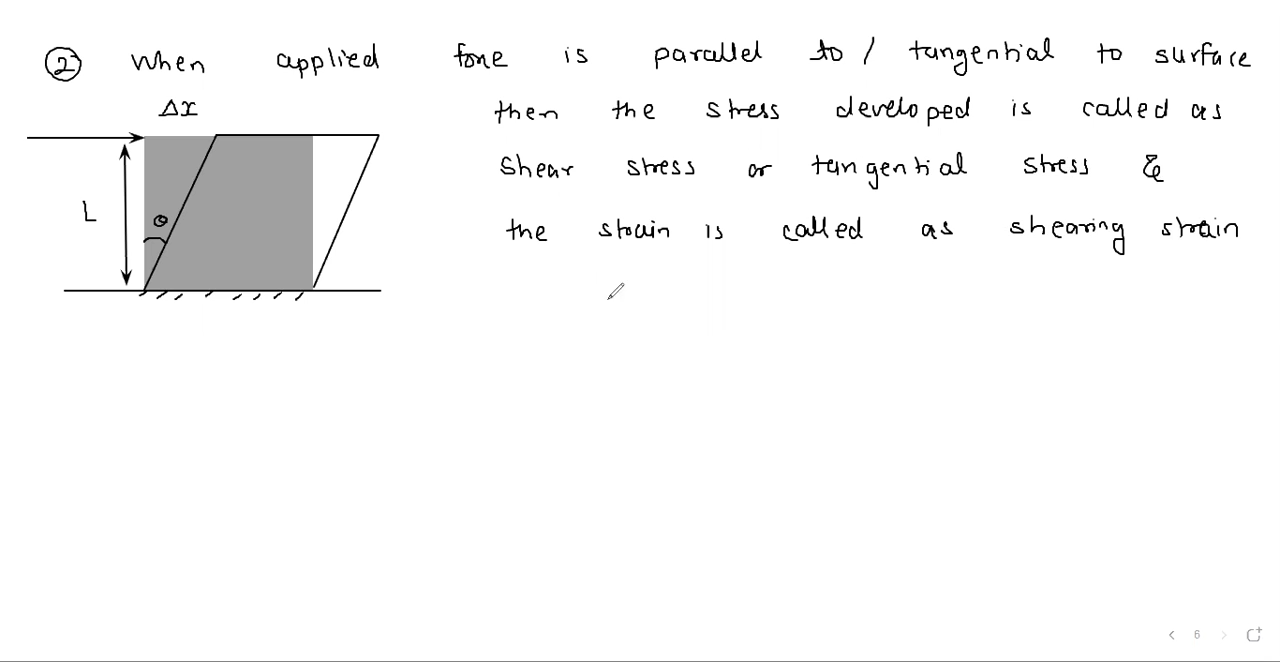 ② When applied force is parallel to / tangential to surface
Δx
then the stress developed is called as
shear stress or tangential stress &
L
θ
the strain is called as shearing strain
6